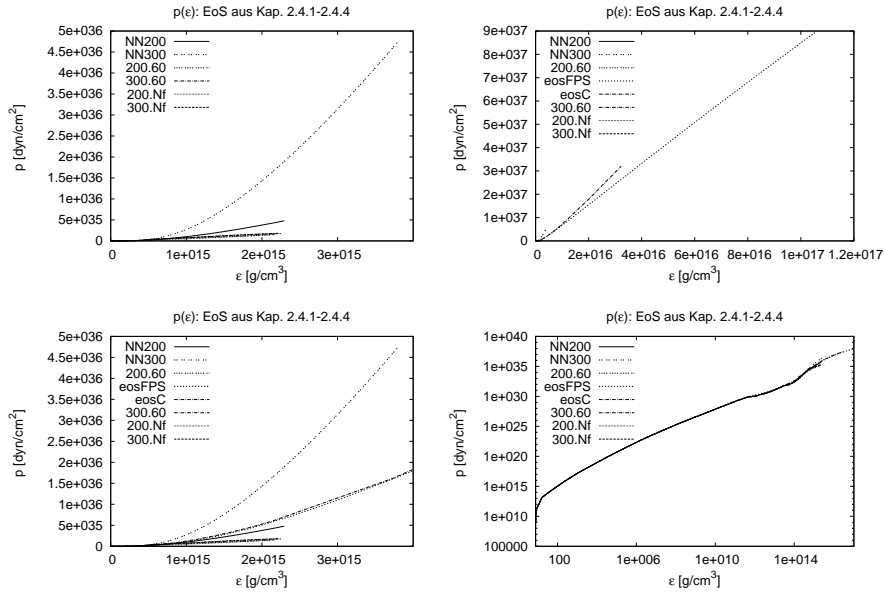 p(ε): EoS aus Kap. 2.4.1-2.4.4
5e+036
4.5e+036
4e+036
3.5e+036
3e+036
2.5e+036
2e+036
1.5e+036
1e+036
5e+035
0
p [dyn/cm²]
NN200
NN300
200.60
300.60
200.Nf
300.Nf
0 1e+015 2e+015 3e+015
ε [g/cm³]
p(ε): EoS aus Kap. 2.4.1-2.4.4
9e+037
8e+037
7e+037
6e+037
5e+037
4e+037
3e+037
2e+037
1e+037
0
p [dyn/cm²]
NN200
NN300
200.60
eosFPS
eosC
300.60
200.Nf
300.Nf
0 2e+016 4e+016 6e+016 8e+016 1e+017 1.2e+017
ε [g/cm³]
p(ε): EoS aus Kap. 2.4.1-2.4.4
5e+036
4.5e+036
4e+036
3.5e+036
3e+036
2.5e+036
2e+036
1.5e+036
1e+036
5e+035
0
p [dyn/cm²]
NN200
NN300
200.60
eosFPS
eosC
300.60
200.Nf
300.Nf
0 1e+015 2e+015 3e+015
ε [g/cm³]
p(ε): EoS aus Kap. 2.4.1-2.4.4
1e+040
1e+035
1e+030
1e+025
1e+020
1e+015
1e+010
100000
p [dyn/cm²]
NN200
NN300
200.60
eosFPS
eosC
300.60
200.Nf
300.Nf
100 1e+006 1e+010 1e+014
ε [g/cm³]